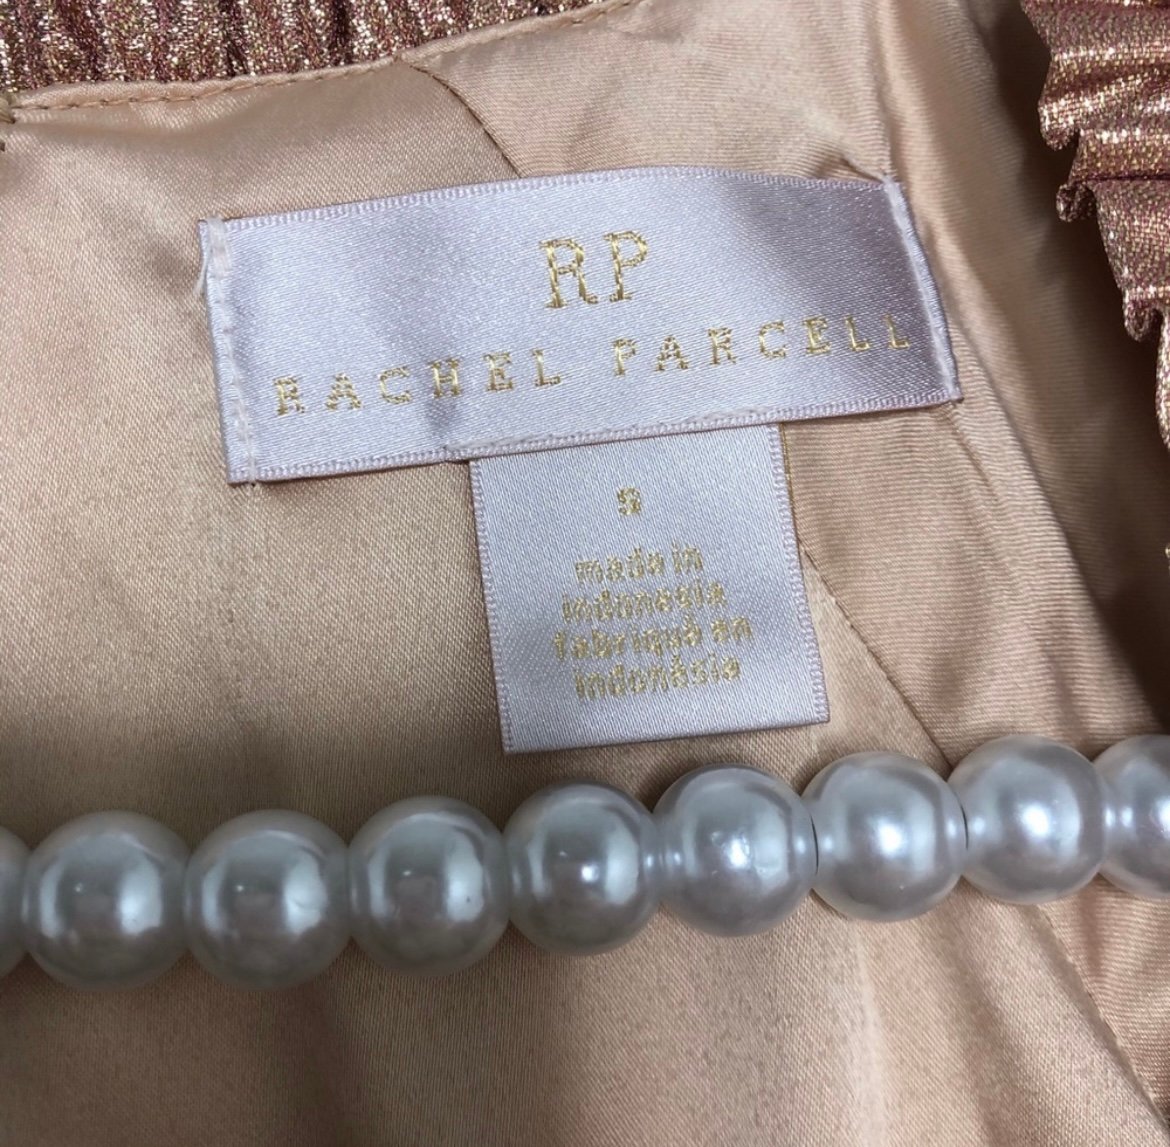 RP
RACHEL PARCELL
s
made in
indonesia
fabriqué en
indonésie